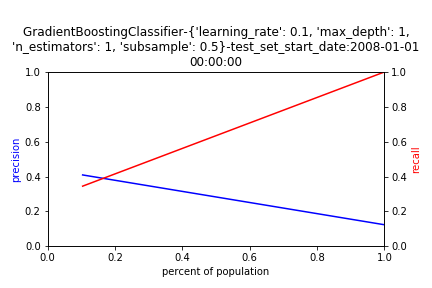 GradientBoostingClassifier-{'learning_rate': 0.1, 'max_depth': 1,
'n_estimators': 1, 'subsample': 0.5}-test_set_start_date:2008-01-01
00:00:00
1.0
0.8
0.6
0.4
0.2
0.0
precision
1.0
0.8
0.6
0.4
0.2
0.0
recall
0.0 0.2 0.4 0.6 0.8 1.0
percent of population